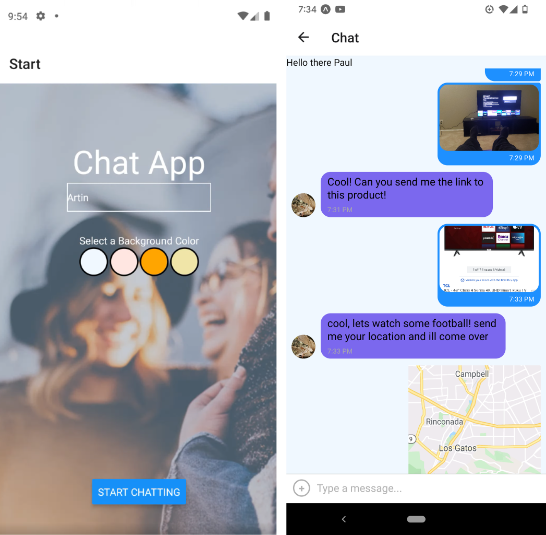 9:54
Start
Chat App
Artin
Select a Background Color
START CHATTING
7:34
Chat
Hello there Paul
7:29 PM
7:29 PM
Cool! Can you send me the link to
this product!
7:31 PM
TCL
7:33 PM
cool, lets watch some football! send
me your location and ill come over
7:33 PM
Campbell
Rinconada
9
Los Gatos
Type a message...